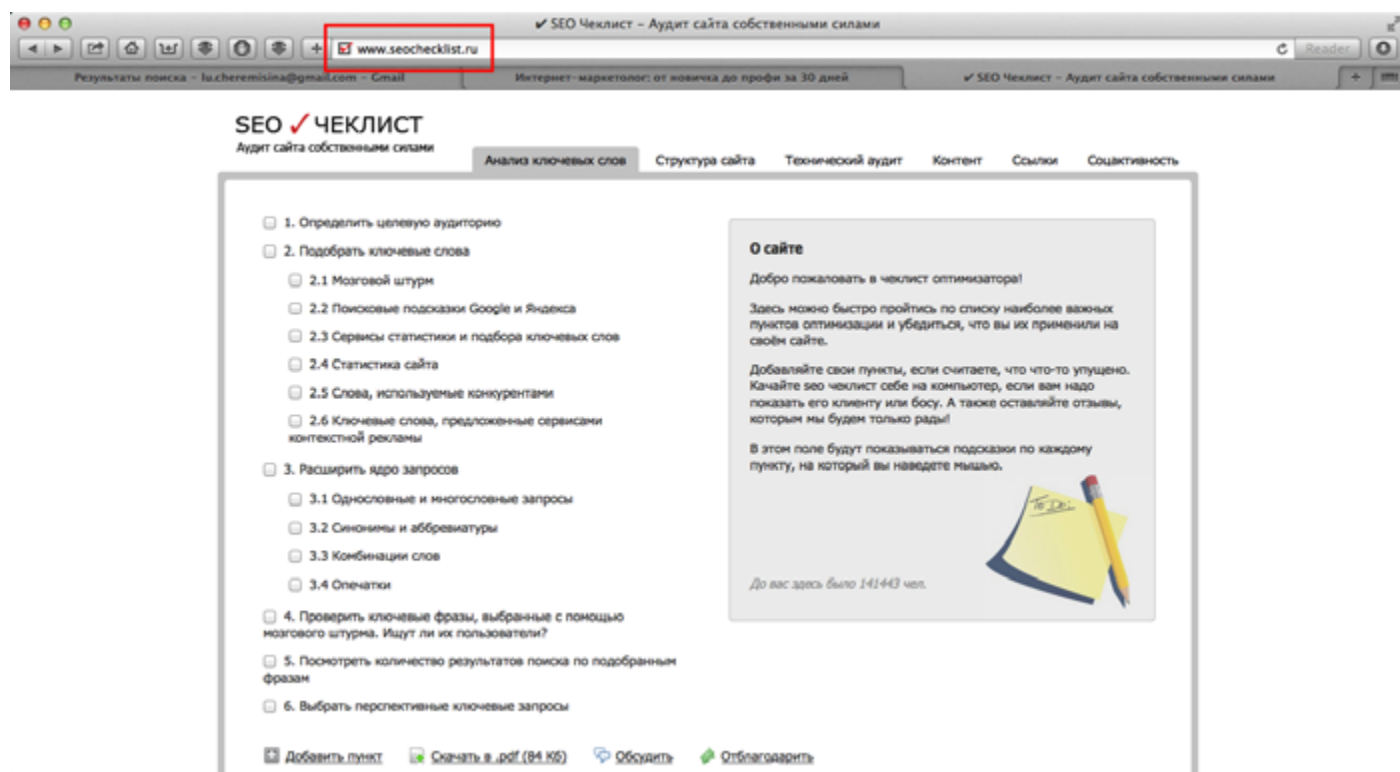 ✔ SEO Чеклист – Аудит сайта собственными силами
www.seochecklist.ru
Reader
Результаты поиска – lu.cheremisina@gmail.com – Gmail
Интернет-маркетолог: от новичка до профи за 30 дней
✔ SEO Чеклист – Аудит сайта собственными силами
SEO ✓ ЧЕКЛИСТ
Аудит сайта собственными силами
Анализ ключевых слов
Структура сайта
Технический аудит
Контент
Ссылки
Соцактивность
1. Определить целевую аудиторию
2. Подобрать ключевые слова
2.1 Мозговой штурм
2.2 Поисковые подсказки Google и Яндекса
2.3 Сервисы статистики и подбора ключевых слов
2.4 Статистика сайта
2.5 Слова, используемые конкурентами
2.6 Ключевые слова, предложенные сервисами
контекстной рекламы
3. Расширить ядро запросов
3.1 Однословные и многословные запросы
3.2 Синонимы и аббревиатуры
3.3 Комбинации слов
3.4 Опечатки
4. Проверить ключевые фразы, выбранные с помощью
мозгового штурма. Ищут ли их пользователи?
5. Посмотреть количество результатов поиска по подобранным
фразам
6. Выбрать перспективные ключевые запросы
О сайте
Добро пожаловать в чеклист оптимизатора!
Здесь можно быстро пройтись по списку наиболее важных
пунктов оптимизации и убедиться, что вы их применили на
своём сайте.
Добавляйте свои пункты, если считаете, что что-то упущено.
Качайте seo чеклист себе на компьютер, если вам надо
показать его клиенту или босу. А также оставляйте отзывы,
которым мы будем только рады!
В этом поле будут показываться подсказки по каждому
пункту, на который вы наведете мышью.
To Do:
До вас здесь было 141443 чел.
Добавить пункт
Скачать в .pdf (84 Кб)
Обсудить
Отблагодарить